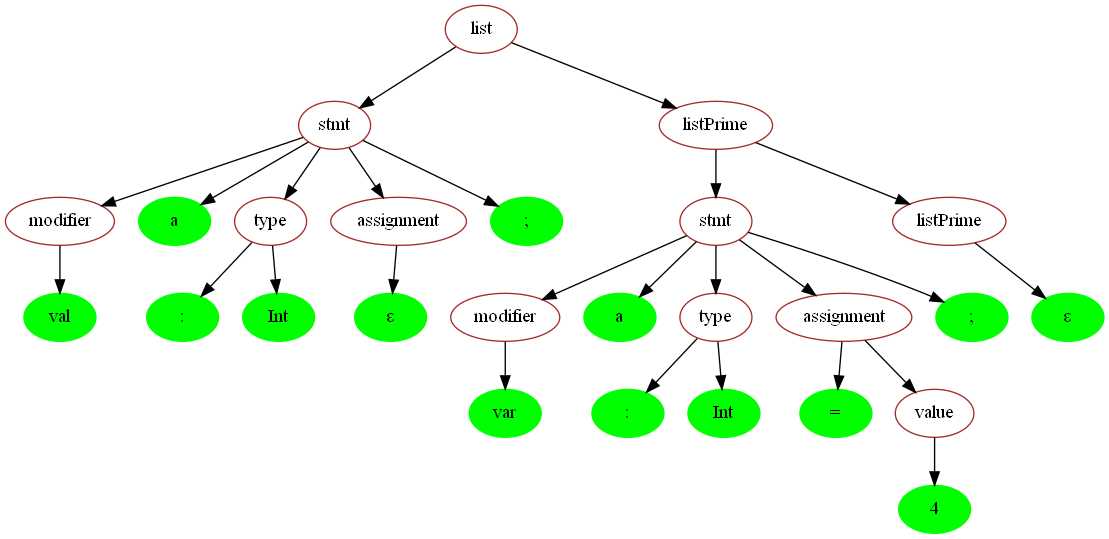 list
stmt
listPrime
modifier
a
type
assignment
;
stmt
listPrime
val
:
Int
ε
modifier
a
type
assignment
;
ε
var
:
Int
=
value
4